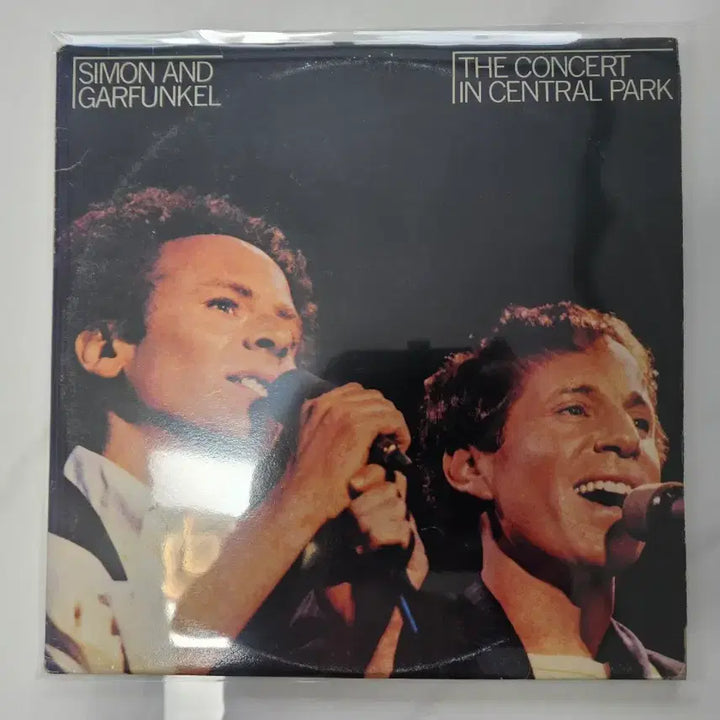 SIMON AND
GARFUNKEL
THE CONCERT
IN CENTRAL PARK